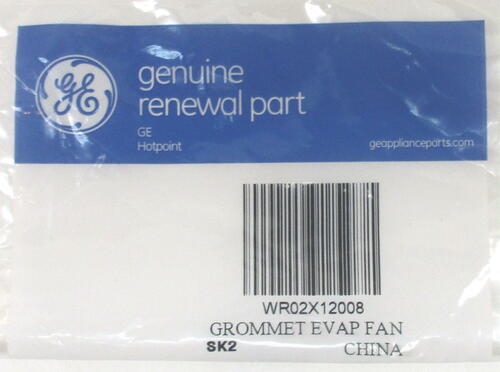 GE
genuine
renewal part
GE
Hotpoint
geapplianceparts.com
WR02X12008
GROMMET EVAP FAN
SK2 CHINA